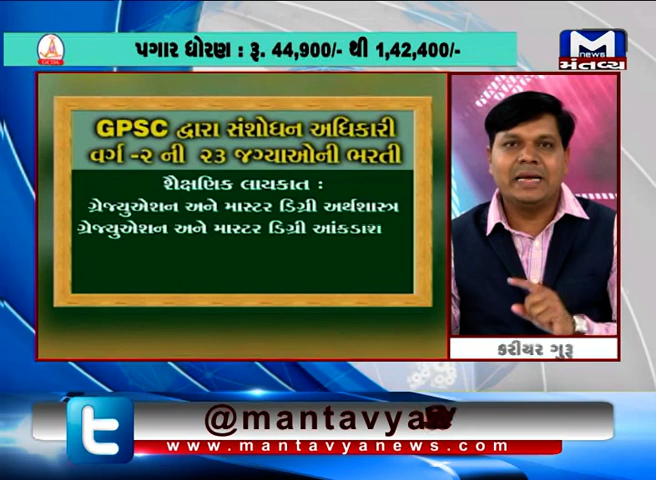 પગાર ધોરણ : રૂ. 44,900/- થી 1,42,400/-
M
news
મંતવ્ય
GPSC દ્વારા સંશોધન અધિકારી
વર્ગ -૨ ની ૨૩ જગ્યાઓની ભરતી
શૈક્ષણિક લાયકાત :
ગ્રેજ્યુએશન અને માસ્ટર ડિગ્રી અર્થશાસ્ત્ર
ગ્રેજ્યુએશન અને માસ્ટર ડિગ્રી આંકડાશ
કરીયર ગુરૂ
www.mantavyanews.com